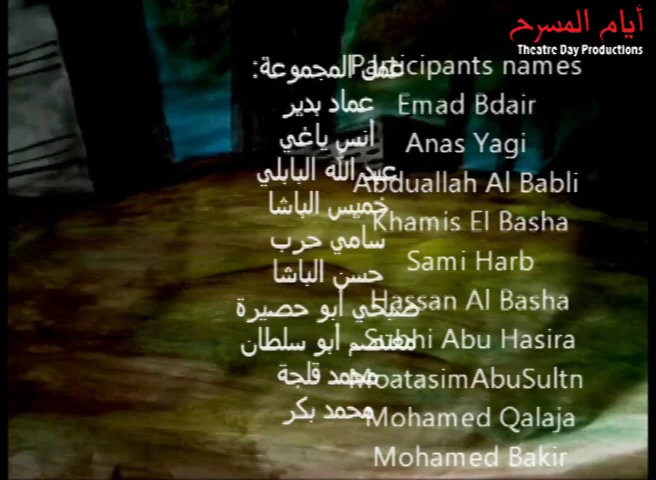 أيام المسرح
Theatre Day Productions
عمل المجموعة:
عماد بدير
أنس ياغي
عبد الله البابلي
خميس الباشا
سامي حرب
حسن الباشا
صبحي أبو حصيرة
معتصم أبو سلطان
محمد قلجة
محمد بكر
Participants names
Emad Bdair
Anas Yagi
Abduallah Al Babli
Khamis El Basha
Sami Harb
Hassan Al Basha
Subhi Abu Hasira
MoatasimAbuSultn
Mohamed Qalaja
Mohamed Bakir